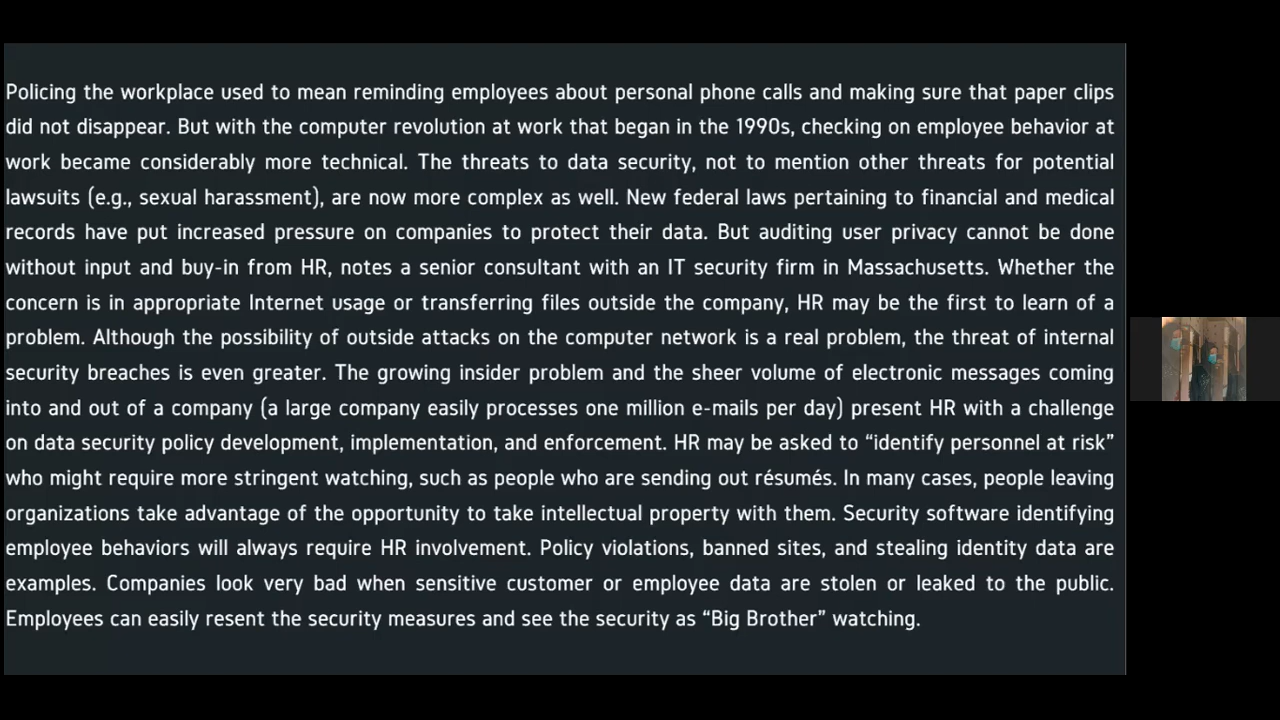 Policing the workplace used to mean reminding employees about personal phone calls and making sure that paper clips
did not disappear. But with the computer revolution at work that began in the 1990s, checking on employee behavior at
work became considerably more technical. The threats to data security, not to mention other threats for potential
lawsuits (e.g., sexual harassment), are now more complex as well. New federal laws pertaining to financial and medical
records have put increased pressure on companies to protect their data. But auditing user privacy cannot be done
without input and buy-in from HR, notes a senior consultant with an IT security firm in Massachusetts. Whether the
concern is in appropriate Internet usage or transferring files outside the company, HR may be the first to learn of a
problem. Although the possibility of outside attacks on the computer network is a real problem, the threat of internal
security breaches is even greater. The growing insider problem and the sheer volume of electronic messages coming
into and out of a company (a large company easily processes one million e-mails per day) present HR with a challenge
on data security policy development, implementation, and enforcement. HR may be asked to “identify personnel at risk”
who might require more stringent watching, such as people who are sending out résumés. In many cases, people leaving
organizations take advantage of the opportunity to take intellectual property with them. Security software identifying
employee behaviors will always require HR involvement. Policy violations, banned sites, and stealing identity data are
examples. Companies look very bad when sensitive customer or employee data are stolen or leaked to the public.
Employees can easily resent the security measures and see the security as “Big Brother” watching.